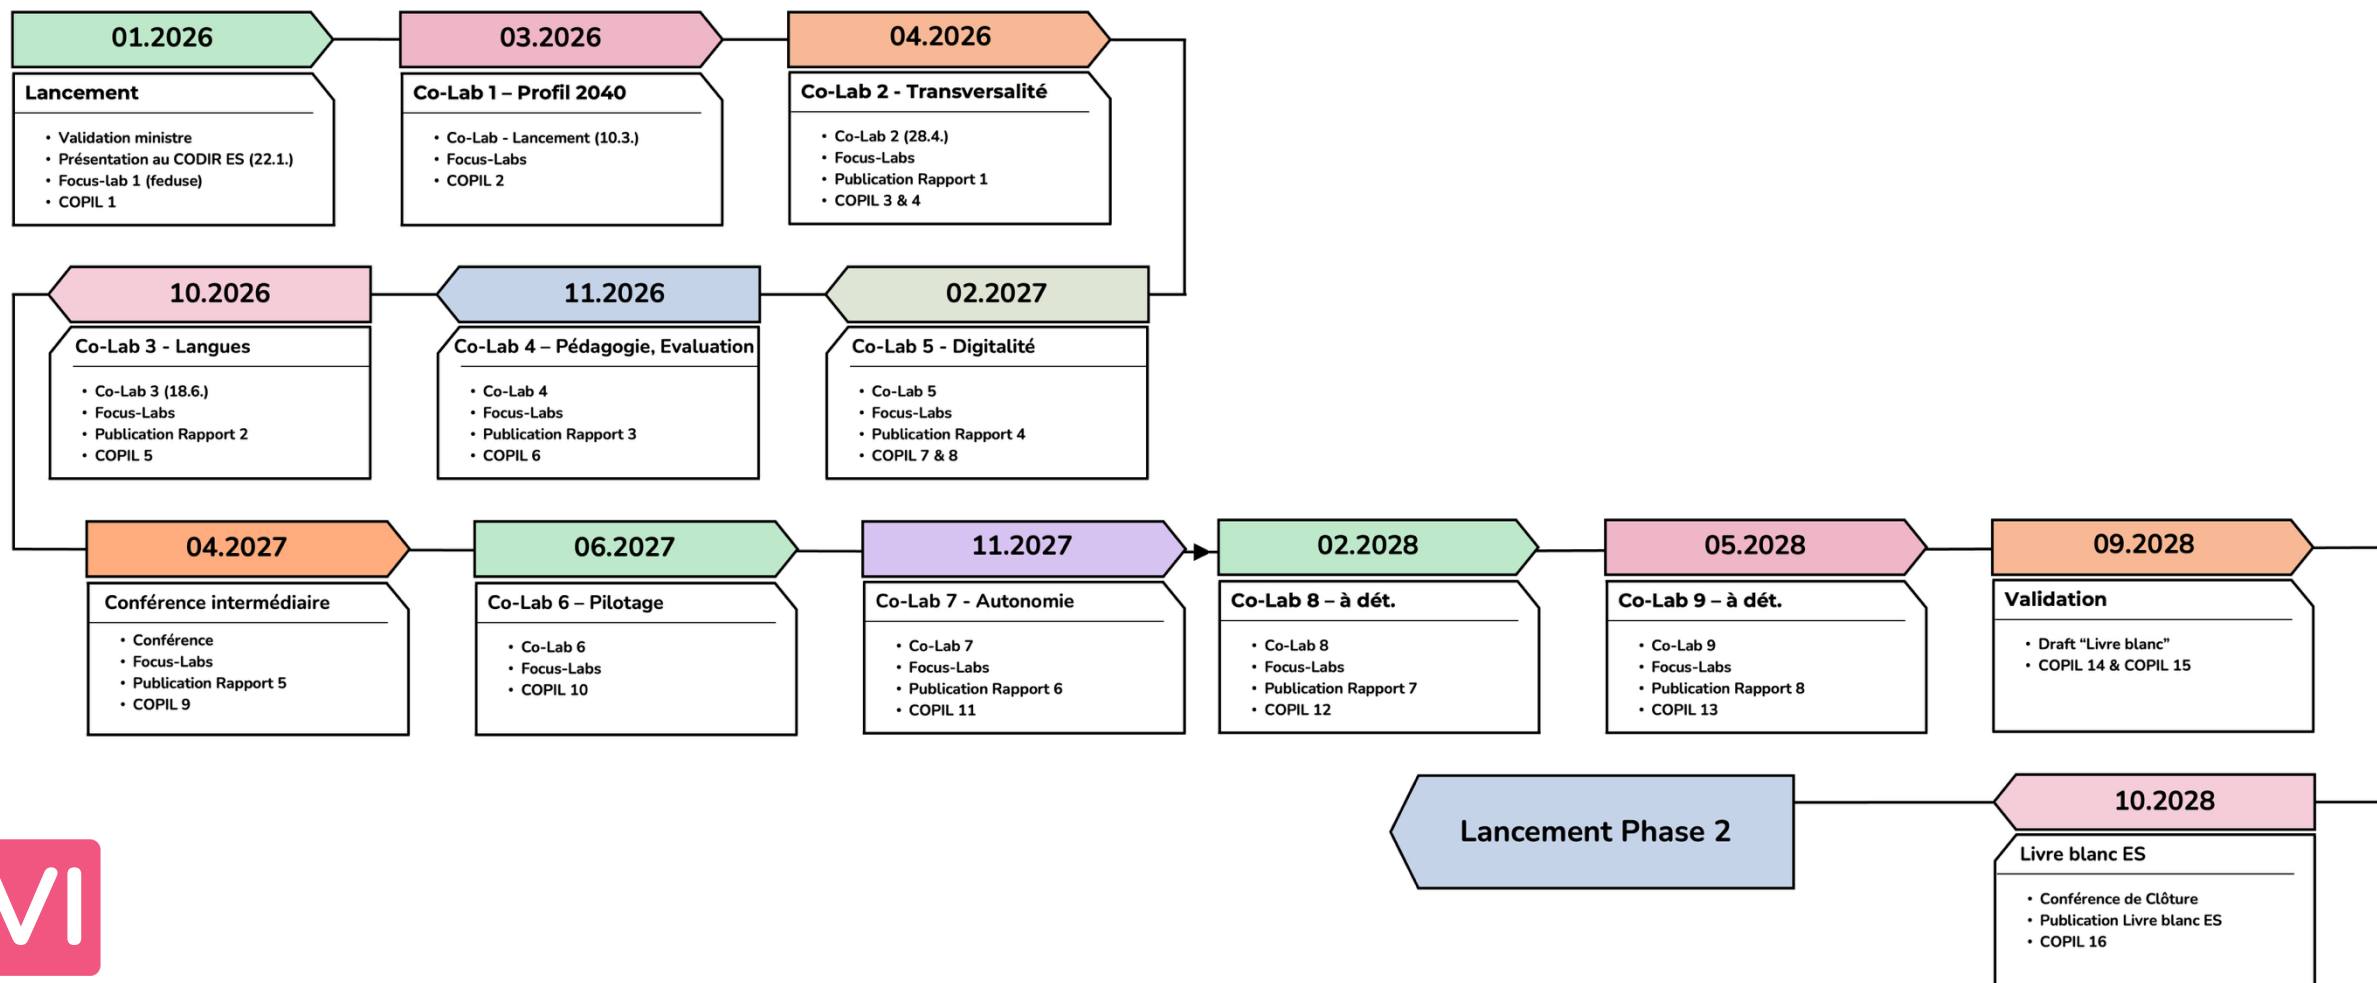 01.2026
Lancement
• Validation ministre
• Présentation au CODIR ES (22.1.)
• Focus-lab 1 (feduse)
• COPIL 1
03.2026
Co-Lab 1 – Profil 2040
• Co-Lab - Lancement (10.3.)
• Focus-Labs
• COPIL 2
04.2026
Co-Lab 2 - Transversalité
• Co-Lab 2 (28.4.)
• Focus-Labs
• Publication Rapport 1
• COPIL 3 & 4
10.2026
Co-Lab 3 - Langues
• Co-Lab 3 (18.6.)
• Focus-Labs
• Publication Rapport 2
• COPIL 5
11.2026
Co-Lab 4 – Pédagogie, Evaluation
• Co-Lab 4
• Focus-Labs
• Publication Rapport 3
• COPIL 6
02.2027
Co-Lab 5 - Digitalité
• Co-Lab 5
• Focus-Labs
• Publication Rapport 4
• COPIL 7 & 8
04.2027
Conférence intermédiaire
• Conférence
• Focus-Labs
• Publication Rapport 5
• COPIL 9
06.2027
Co-Lab 6 – Pilotage
• Co-Lab 6
• Focus-Labs
• COPIL 10
11.2027
Co-Lab 7 - Autonomie
• Co-Lab 7
• Focus-Labs
• Publication Rapport 6
• COPIL 11
02.2028
Co-Lab 8 – à dét.
• Co-Lab 8
• Focus-Labs
• Publication Rapport 7
• COPIL 12
05.2028
Co-Lab 9 – à dét.
• Co-Lab 9
• Focus-Labs
• Publication Rapport 8
• COPIL 13
09.2028
Validation
• Draft “Livre blanc”
• COPIL 14 & COPIL 15
10.2028
Livre blanc ES
• Conférence de Clôture
• Publication Livre blanc ES
• COPIL 16
Lancement Phase 2
VI